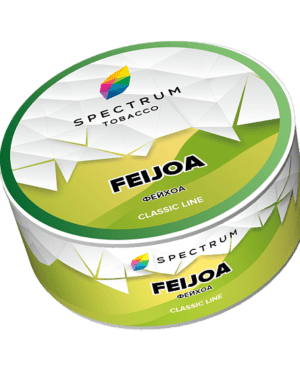 SPECTRUM
TOBACCO
FEIJOA
ФЕЙХОА
CLASSIC LINE
SPECTRUM
FEIJOA
ФЕЙХОА
CLASSIC LINE